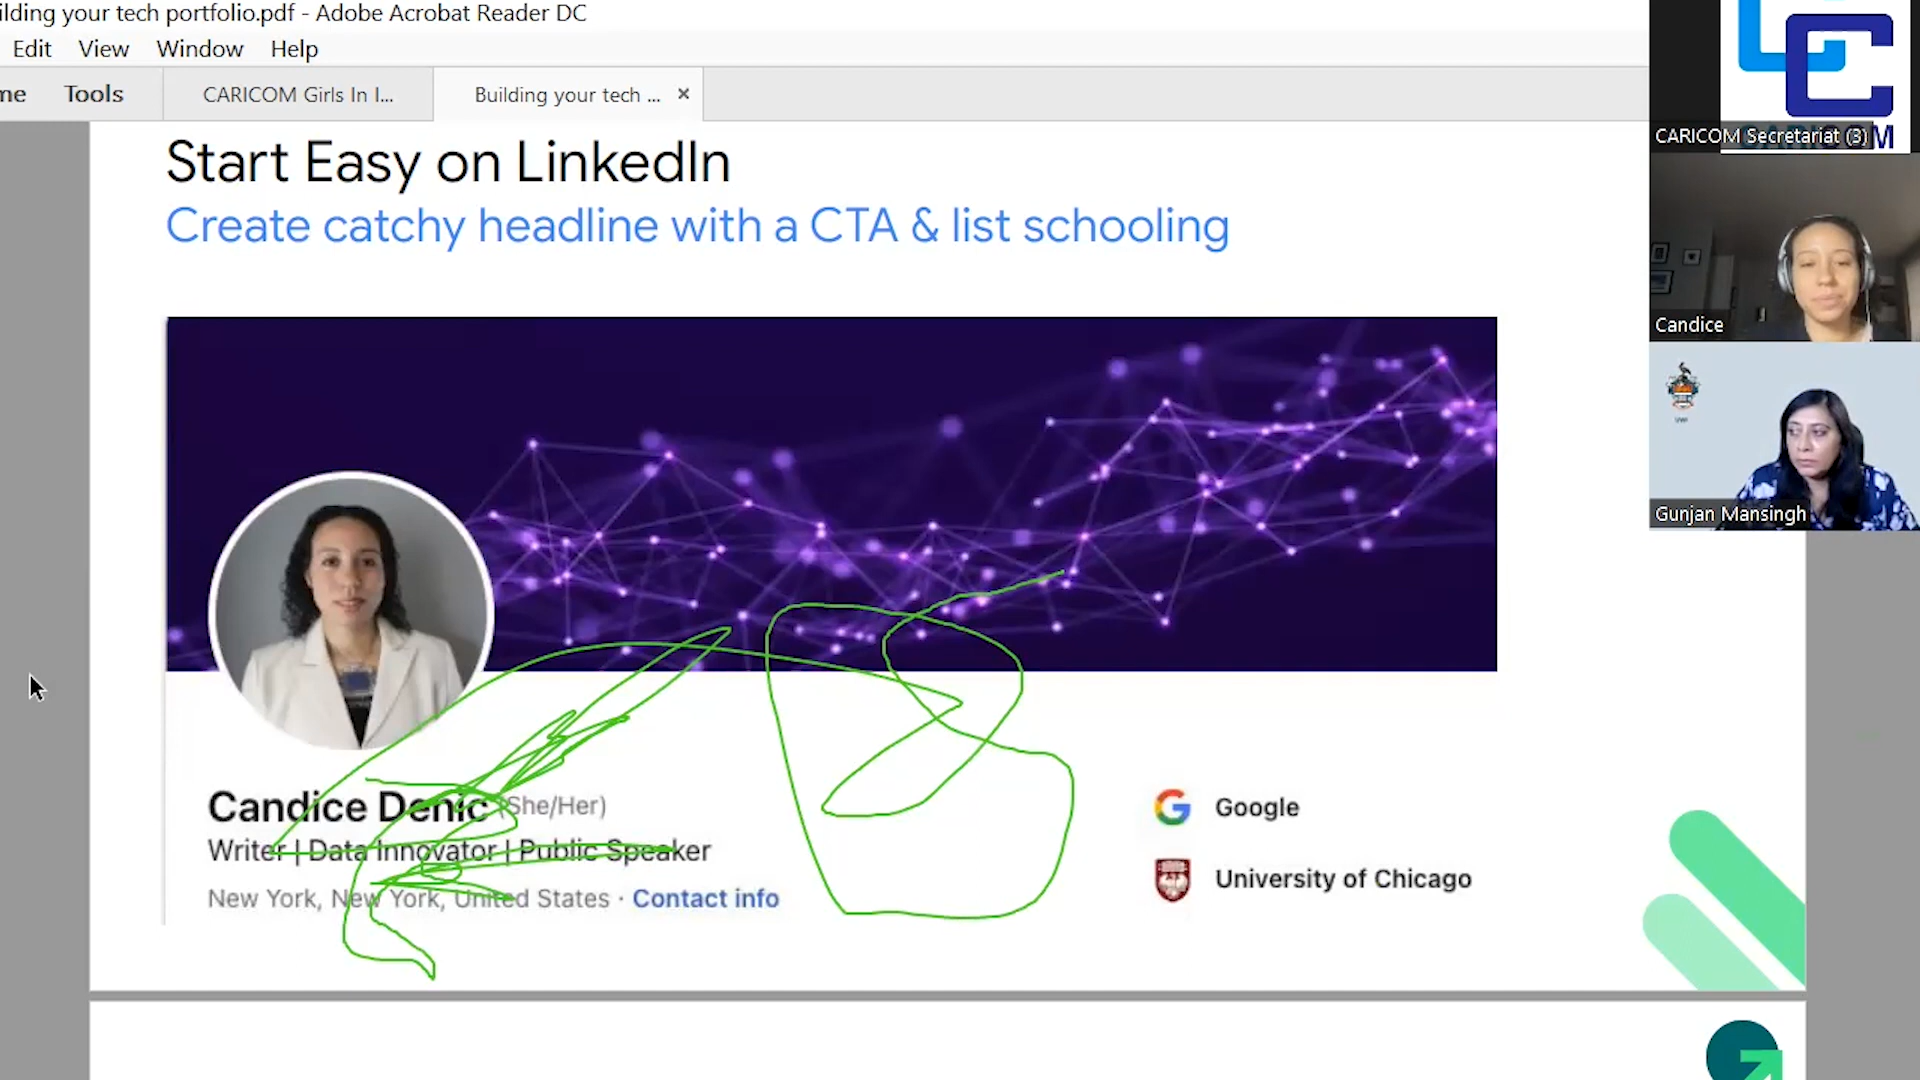 ilding your tech portfolio.pdf - Adobe Acrobat Reader DC
Edit View Window Help
me Tools CARICOM Girls In I... Building your tech ... ×
Start Easy on LinkedIn
Create catchy headline with a CTA & list schooling
Candice Denic (She/Her)
Writer | Data Innovator | Public Speaker
New York, New York, United States · Contact info
Google
University of Chicago
CARICOM Secretariat (3)
Candice
Gunjan Mansingh